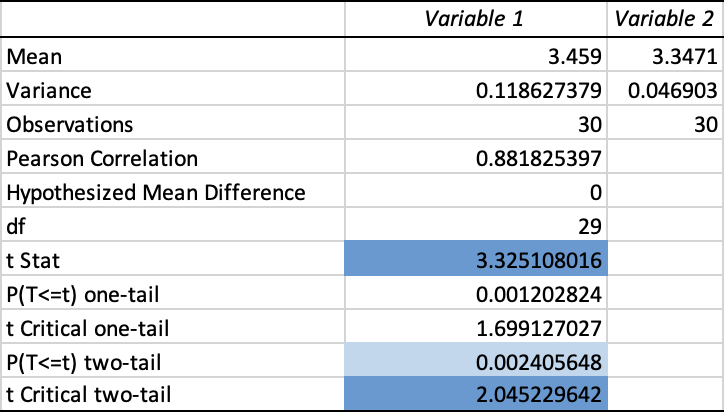 Variable 1 Variable 2
Mean 3.459 3.3471
Variance 0.118627379 0.046903
Observations 30 30
Pearson Correlation 0.881825397
Hypothesized Mean Difference 0
df 29
t Stat 3.325108016
P(T<=t) one-tail 0.001202824
t Critical one-tail 1.699127027
P(T<=t) two-tail 0.002405648
t Critical two-tail 2.045229642